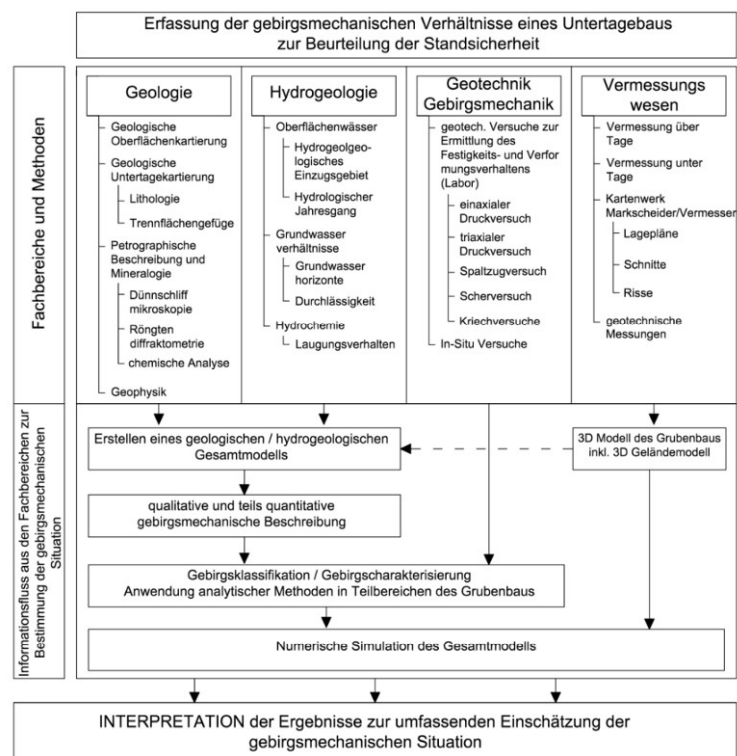 Erfassung der gebirgsmechanischen Verhältnisse eines Untertagebaus
zur Beurteilung der Standsicherheit
Fachbereiche und Methoden
Geologie
Geologische
Oberflächenkartierung
Geologische
Untertagekartierung
Lithologie
Trennflächengefüge
Petrographische
Beschreibung und
Mineralogie
Dünnschliff
mikroskopie
Röngten
diffraktometrie
chemische Analyse
Geophysik
Hydrogeologie
Oberflächenwässer
Hydrogeolgeo-
logisches
Einzugsgebiet
Hydrologischer
Jahresgang
Grundwasser
verhältnisse
Grundwasser
horizonte
Durchlässigkeit
Hydrochemie
Laugungsverhalten
Geotechnik
Gebirgsmechanik
geotech. Versuche zur
Ermittlung des
Festigkeits- und Verfor
mungsverhaltens
(Labor)
einaxialer
Druckversuch
triaxialer
Druckversuch
Spaltzugversuch
Scherversuch
Kriechversuche
In-Situ Versuche
Vermessungs
wesen
Vermessung über
Tage
Vermessung unter
Tage
Kartenwerk
Markscheider/Vermesser
Lagepläne
Schnitte
Risse
geotechnische
Messungen
Informationsfluss aus den Fachbereichen zur
Bestimmung der gebirgsmechanischen
Situation
Erstellen eines geologischen / hydrogeologischen
Gesamtmodells
3D Modell des Grubenbaus
inkl. 3D Geländemodell
qualitative und teils quantitative
gebirgsmechanische Beschreibung
Gebirgsklassifikation / Gebirgscharakterisierung
Anwendung analytischer Methoden in Teilbereichen des Grubenbaus
Numerische Simulation des Gesamtmodells
INTERPRETATION der Ergebnisse zur umfassenden Einschätzung der
gebirgsmechanischen Situation